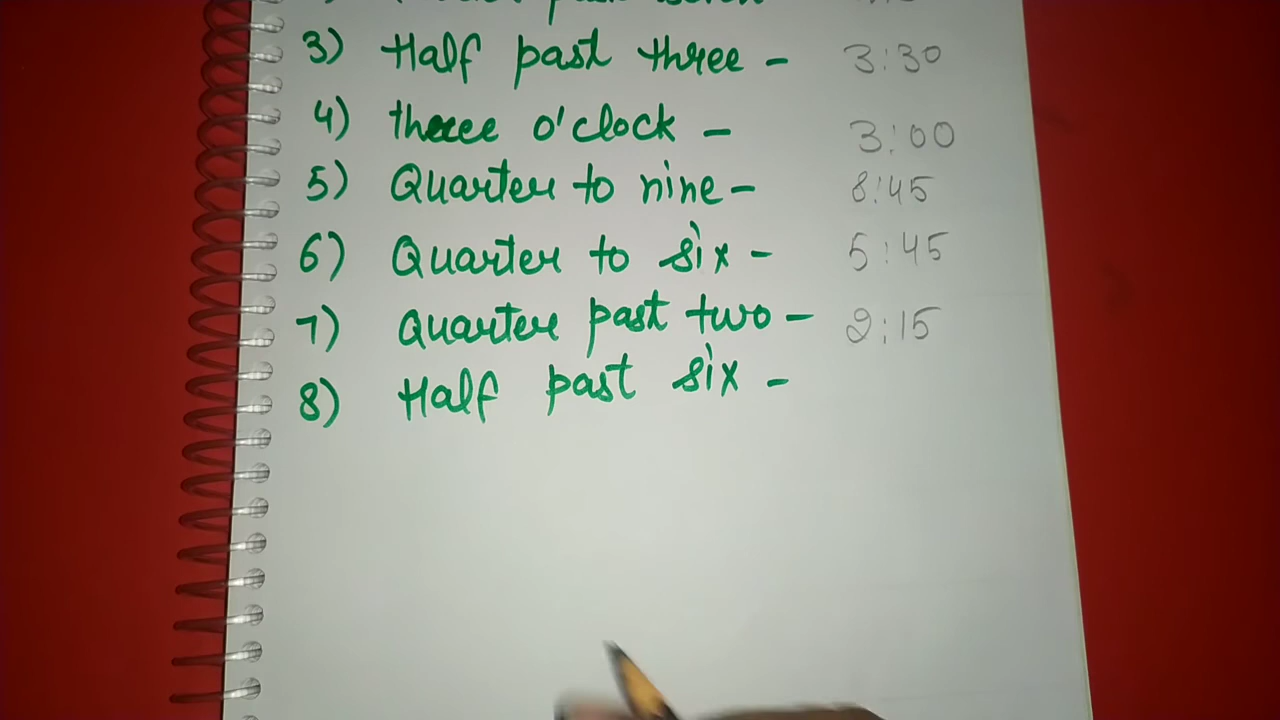 3) Half past three - 3:30
4) three o'clock - 3:00
5) Quarter to nine - 8:45
6) Quarter to six - 5:45
7) Quarter past two - 2:15
8) Half past six -